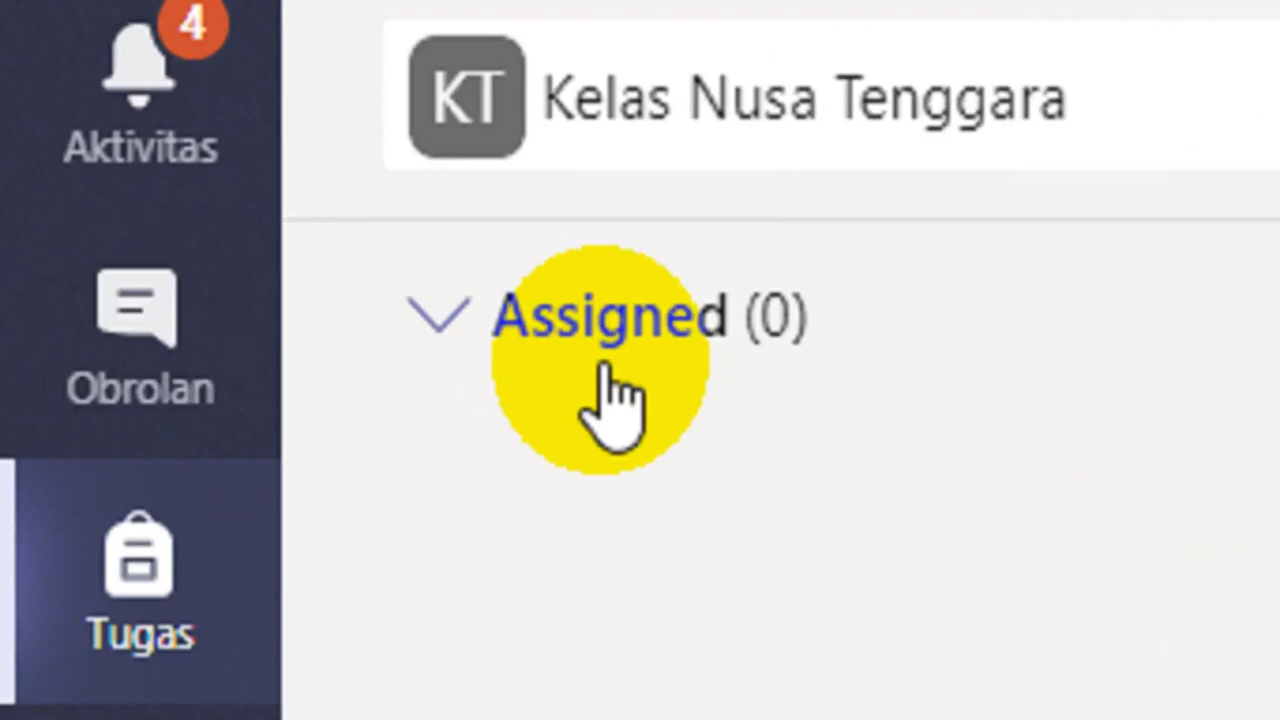 4
Aktivitas
Obrolan
Tugas
KT Kelas Nusa Tenggara
Assigned (0)